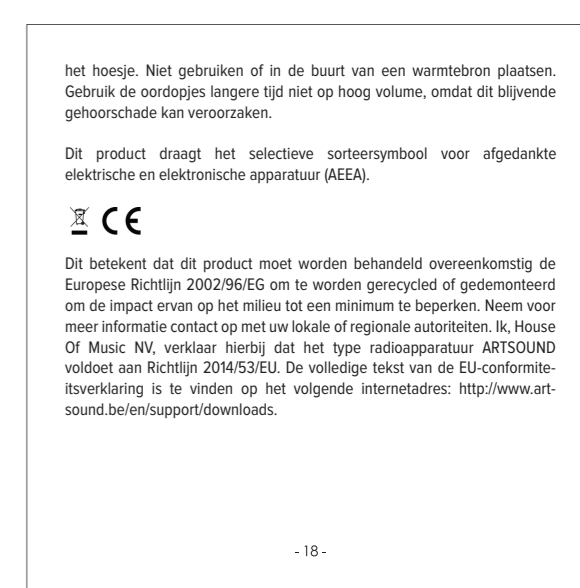 het hoesje. Niet gebruiken of in de buurt van een warmtebron plaatsen.
Gebruik de oordopjes langere tijd niet op hoog volume, omdat dit blijvende
gehoorschade kan veroorzaken.
Dit product draagt het selectieve sorteersymbool voor afgedankte
elektrische en elektronische apparatuur (AEEA).
CE
Dit betekent dat dit product moet worden behandeld overeenkomstig de
Europese Richtlijn 2002/96/EG om te worden gerecycled of gedemonteerd
om de impact ervan op het milieu tot een minimum te beperken. Neem voor
meer informatie contact op met uw lokale of regionale autoriteiten. Ik, House
Of Music NV, verklaar hierbij dat het type radioapparatuur ARTSOUND
voldoet aan Richtlijn 2014/53/EU. De volledige tekst van de EU-conformite-
itsverklaring is te vinden op het volgende internetadres: http://www.art-
sound.be/en/support/downloads.
- 18 -